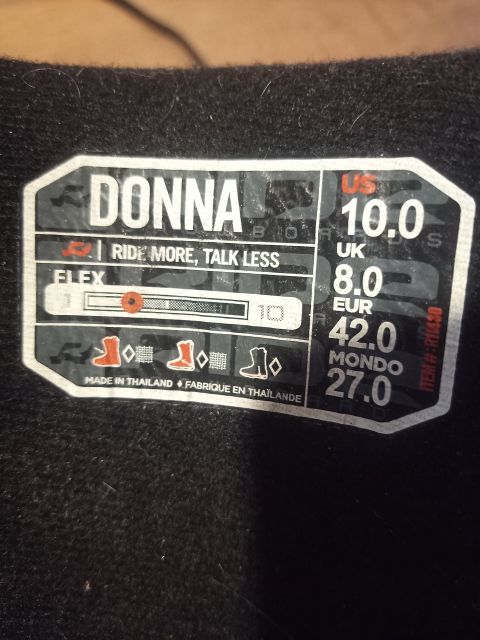 DONNA
RIDE MORE, TALK LESS
FLEX
1 10
MADE IN THAILAND ♦ FABRIQUE EN THAÏLANDE
US
10.0
UK
8.0
EUR
42.0
MONDO
27.0